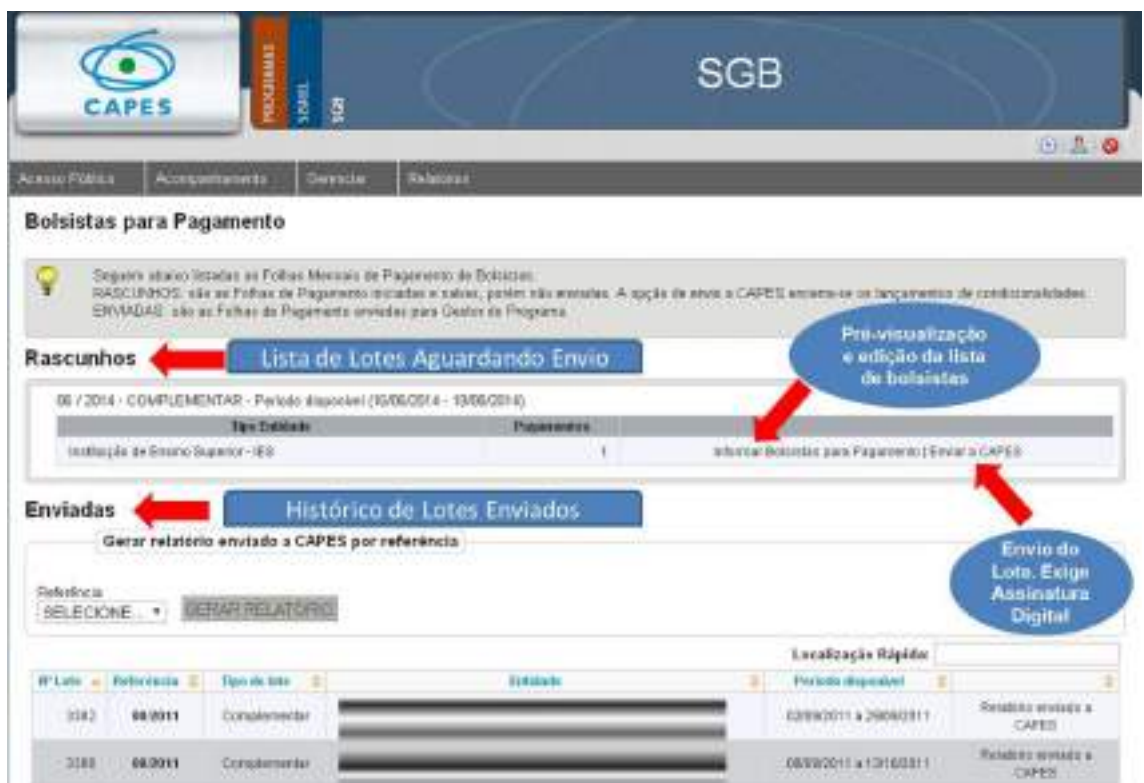 CAPES
PROGRAMAS
SGB
SGB
Acesso Público Acompanhamento Gerenciar Relatórios
Bolsistas para Pagamento
Seguem abaixo listadas as Folhas Mensais de Pagamento de Bolsistas.
RASCUNHOS: são as Folhas de Pagamento iniciadas e salvas, porém não enviadas. A opção de envio a CAPES encerra-se os lançamentos de condicionalidades.
ENVIADAS: são as Folhas de Pagamento enviadas para Gestor do Programa
Rascunhos
Lista de Lotes Aguardando Envio
Pré-visualização
e edição da lista
de bolsistas
06 / 2014 - COMPLEMENTAR - Período disponível (16/06/2014 - 18/06/2014)
Tipo Entidade Pagamentos
Instituição de Ensino Superior - IES 1 Informar Bolsistas para Pagamento | Enviar a CAPES
Enviadas
Histórico de Lotes Enviados
Gerar relatório enviado a CAPES por referência
Envio do
Lote. Exige
Assinatura
Digital
Referência
SELECIONE... GERAR RELATÓRIO
Localização Rápida:
Nº Lote Referência Tipo de lote Entidade Período disponível
08/2011 Complementar Relatório enviado a
CAPES
08/2011 Complementar Relatório enviado a
CAPES